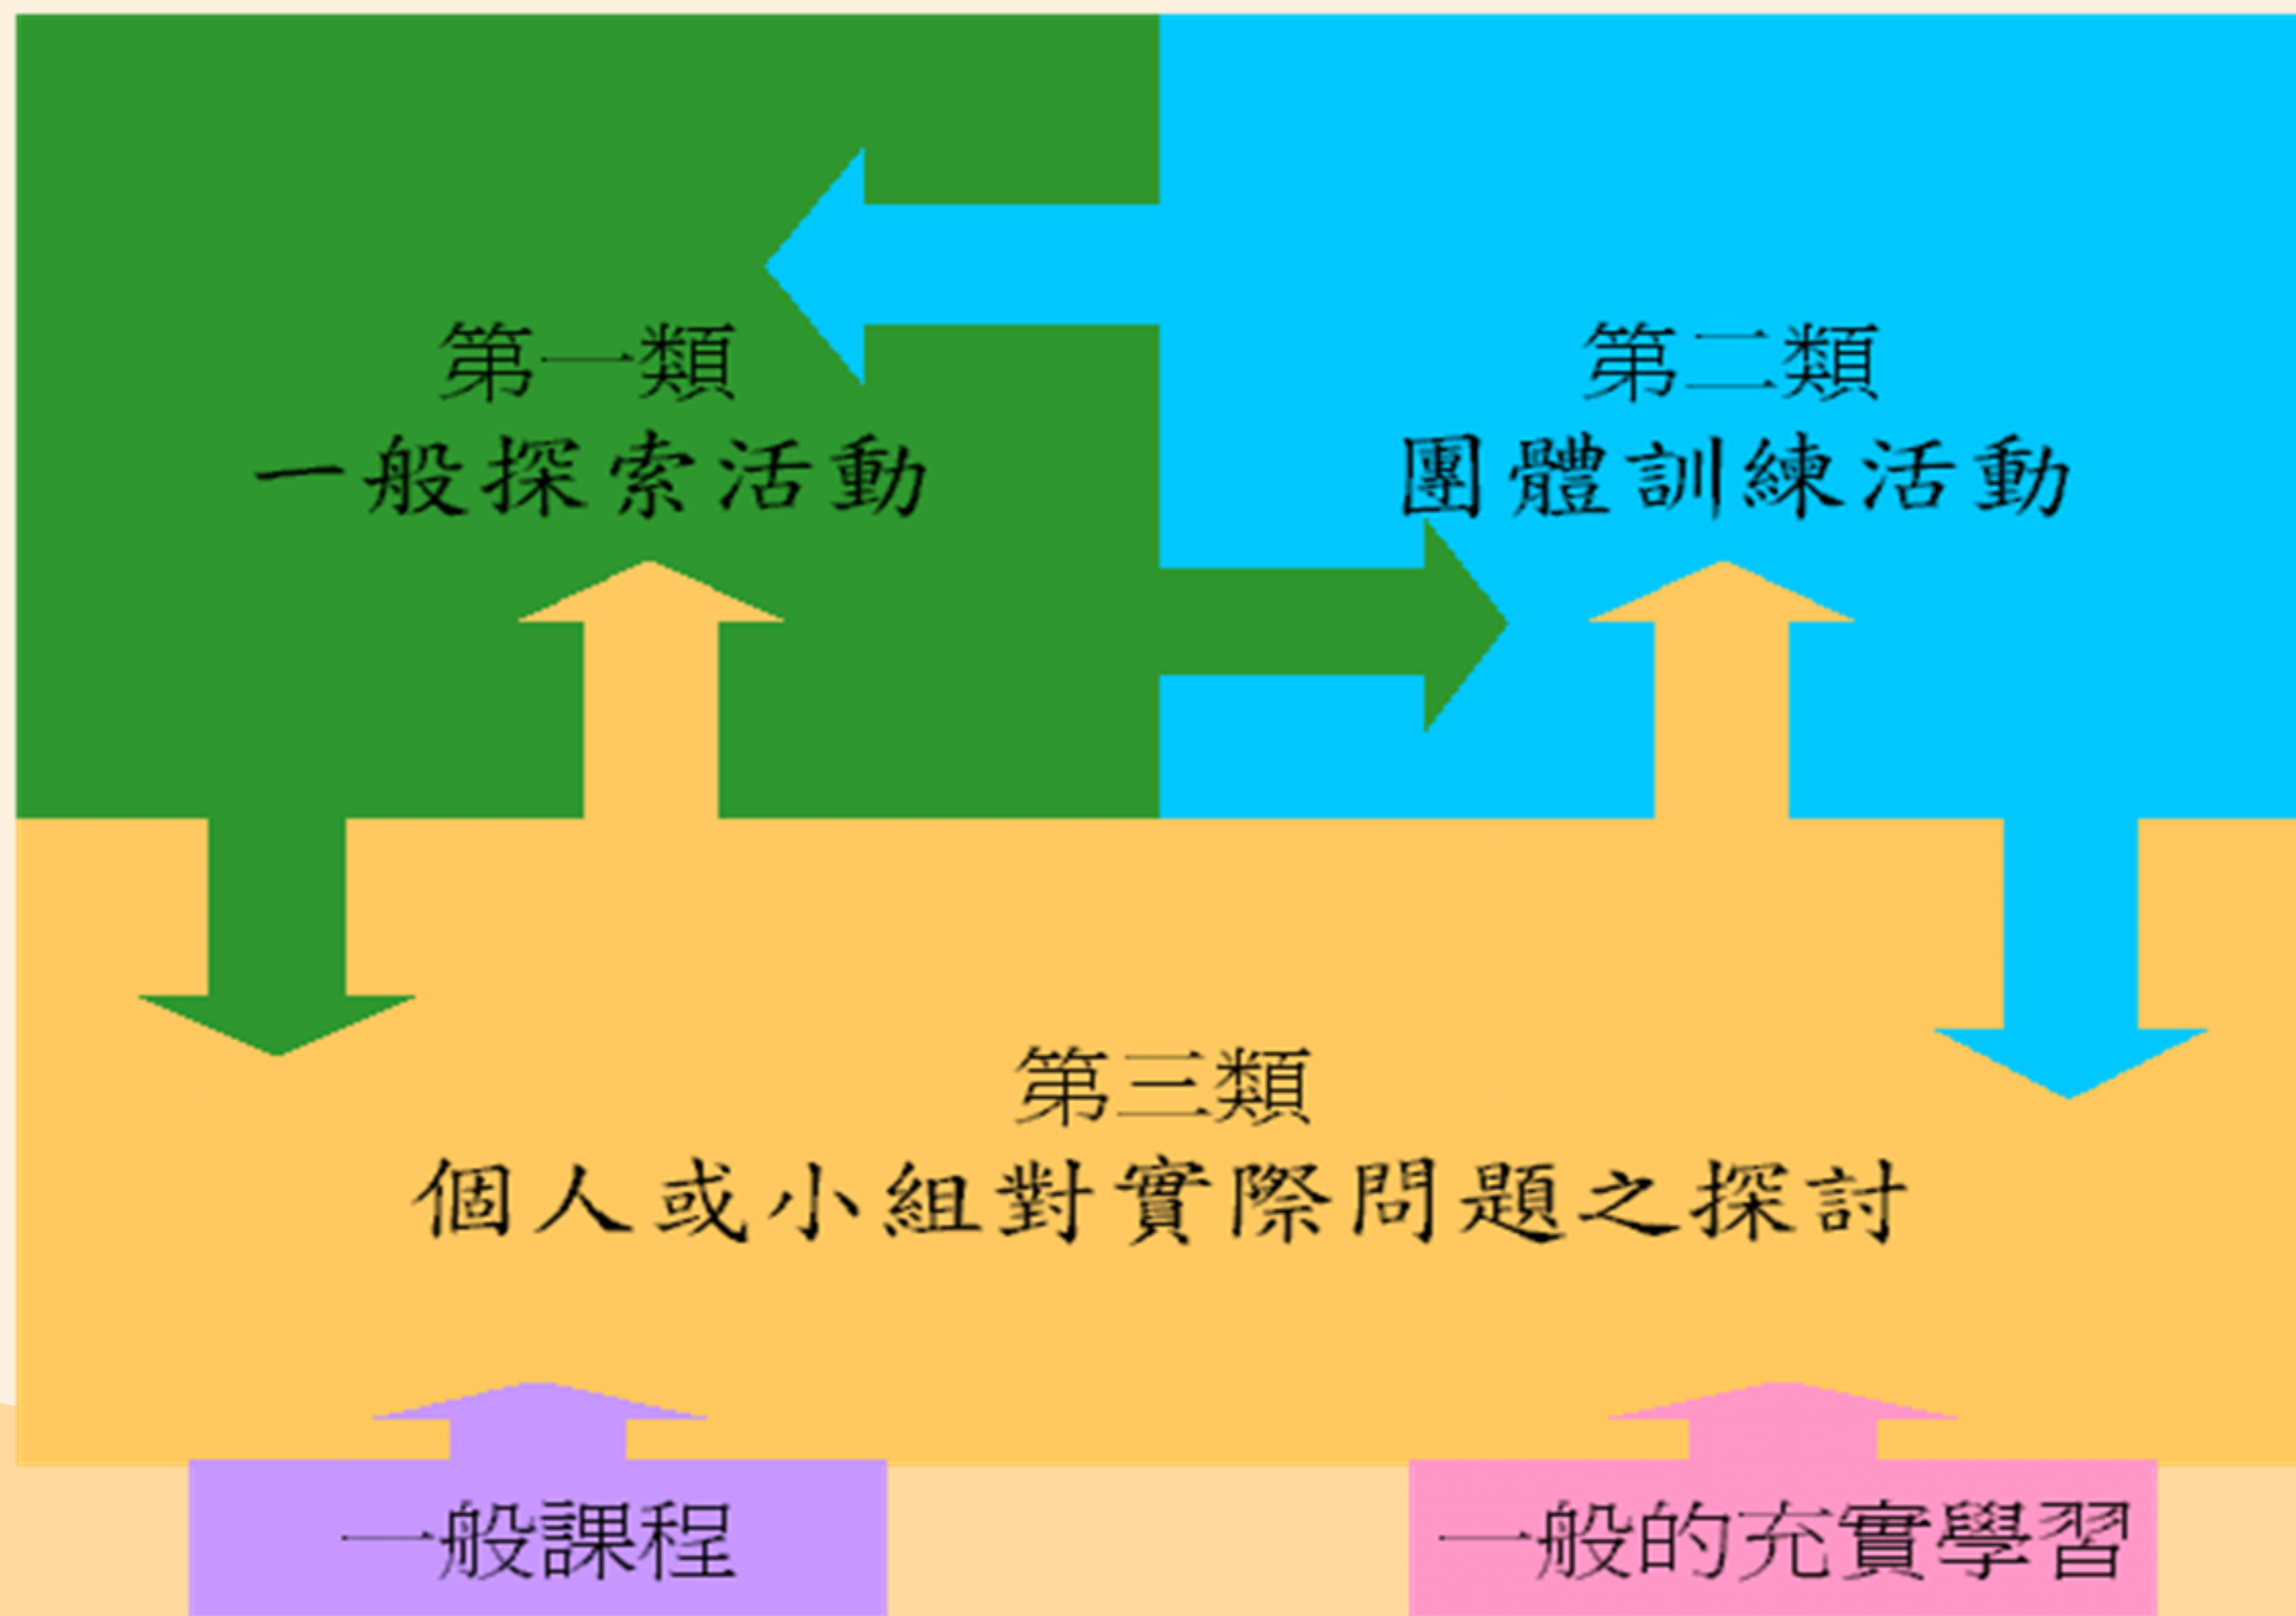 第一類
一般探索活動
第二類
團體訓練活動
第三類
個人或小組對實際問題之探討
一般課程
一般的充實學習